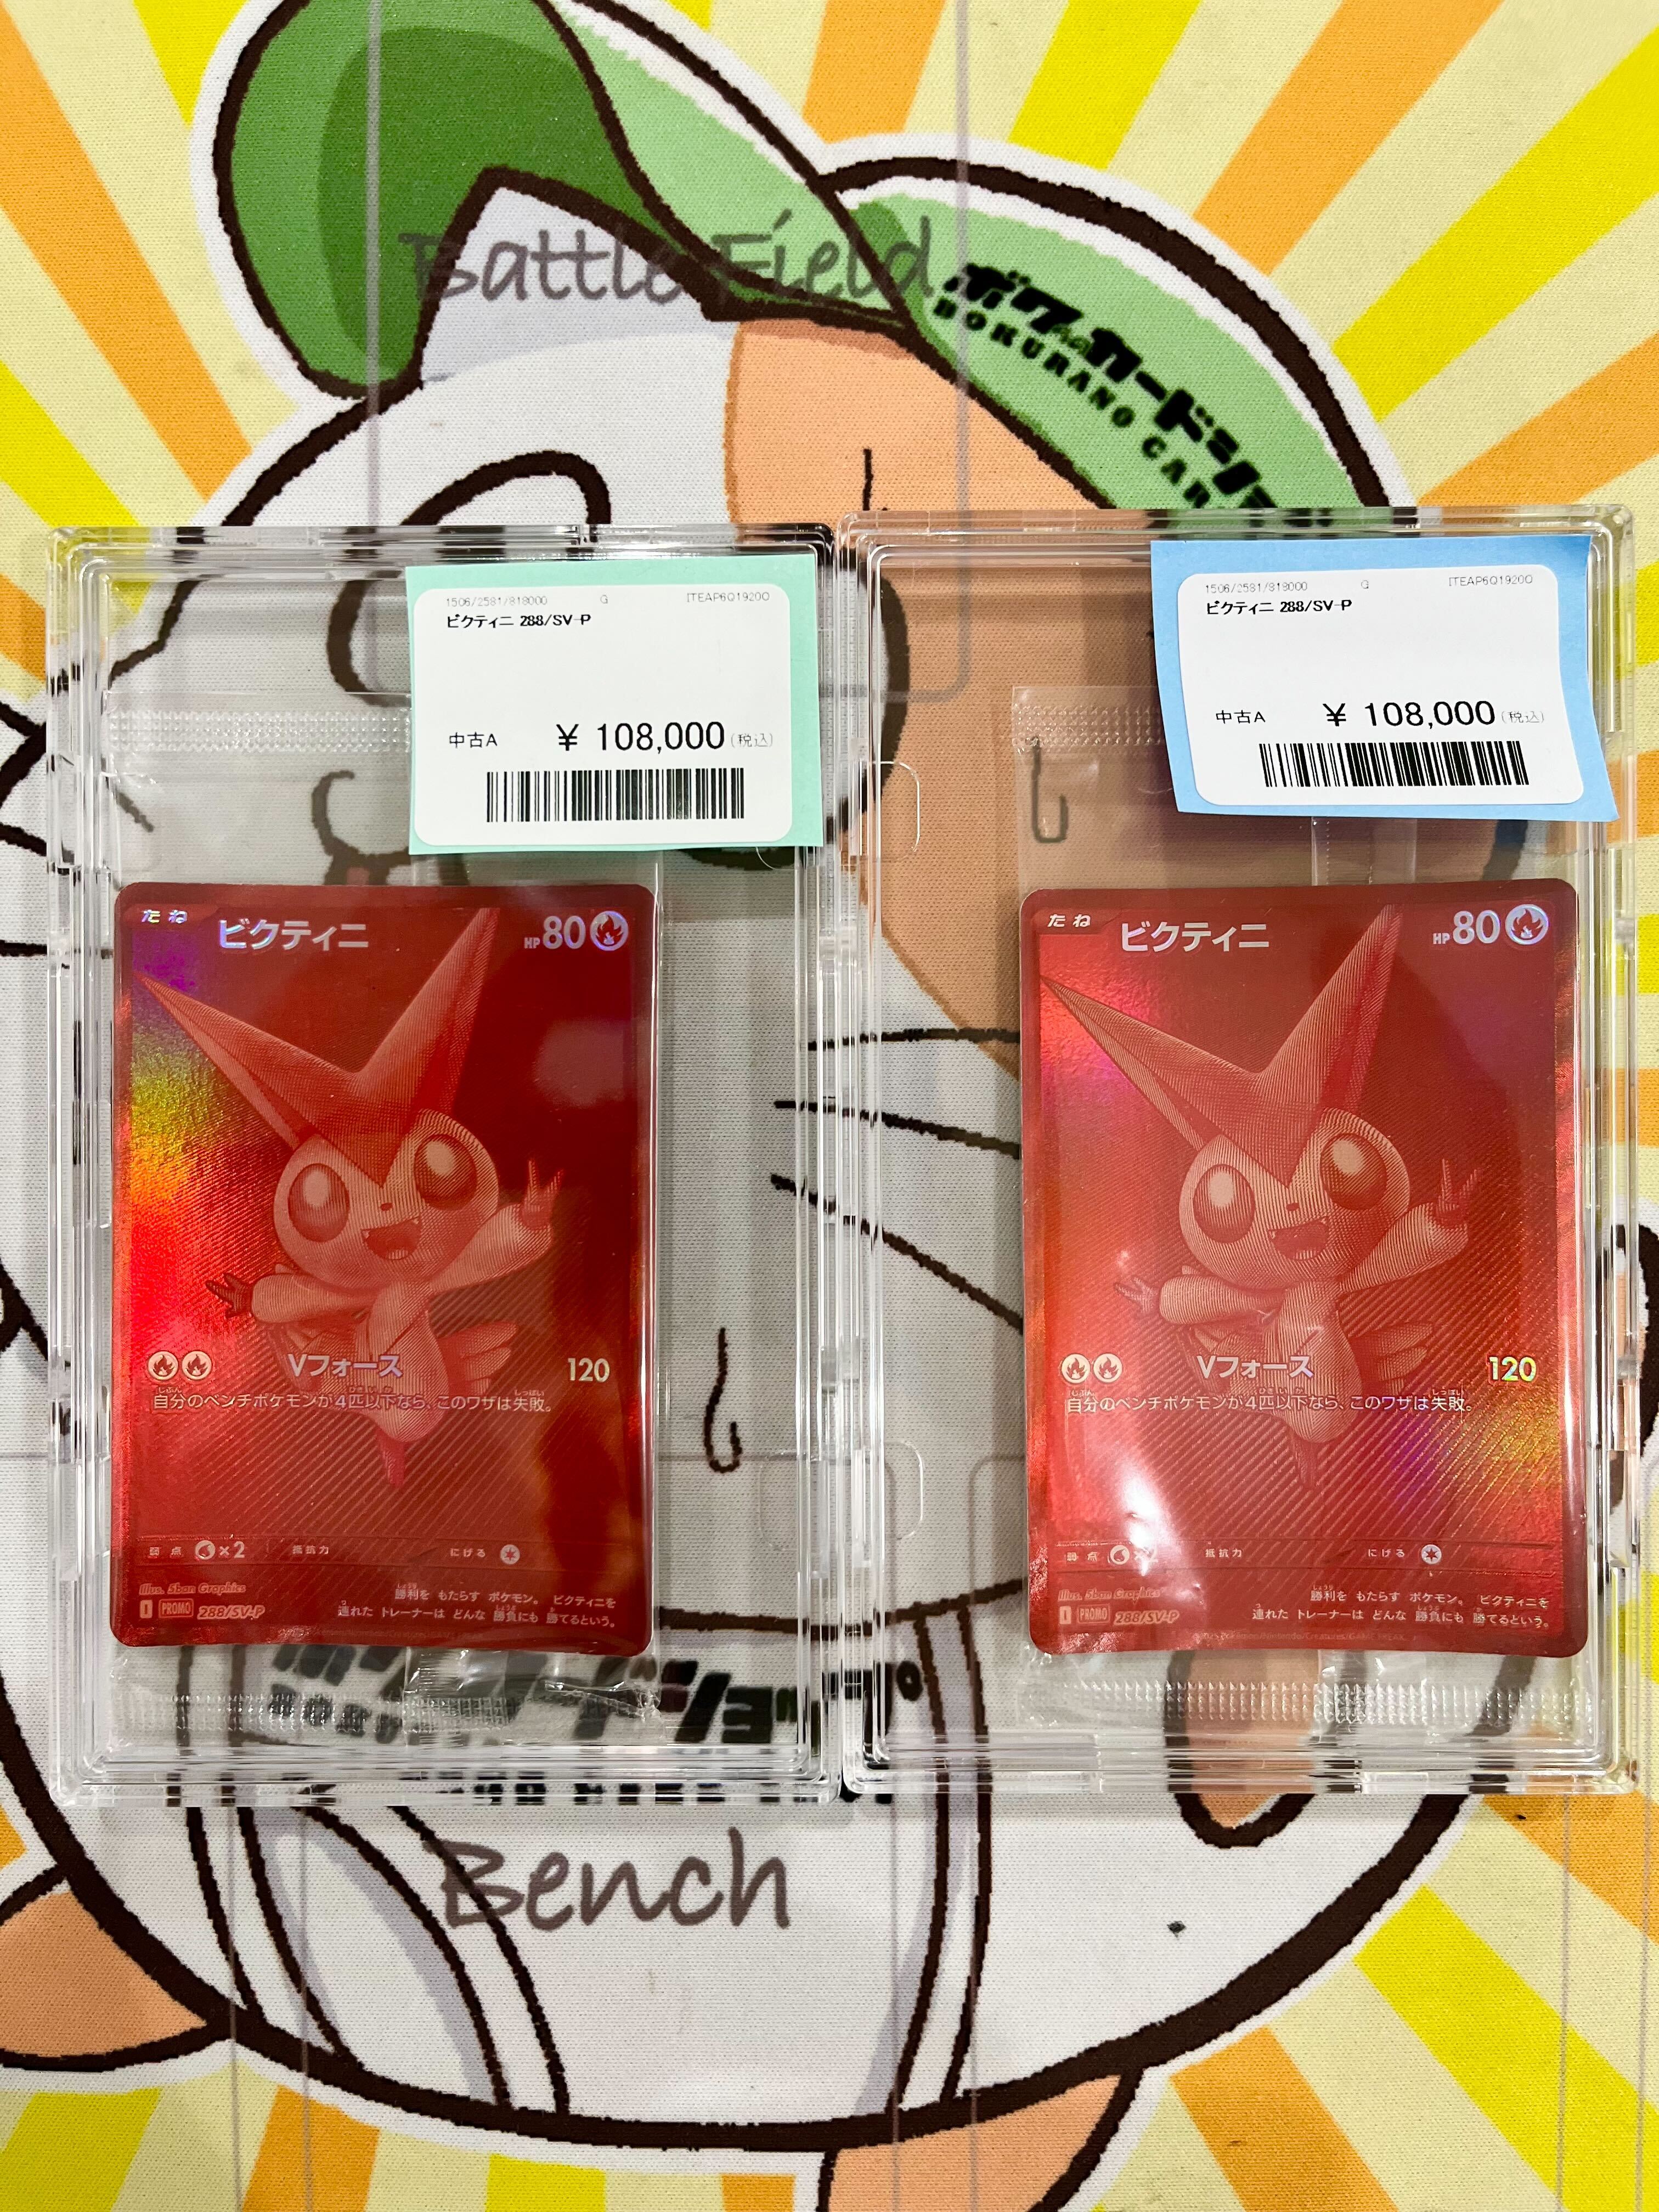 Battle Field
ボクらのカードショ
BOKURANO CAR
1506/2581/818000 G ITEAP6Q1920O
ビクティニ 288/SV-P
中古A ¥ 108,000 (税込)
1506/2581/818000 G ITEAP6Q1920O
ビクティニ 288/SV-P
中古A ¥ 108,000 (税込)
たね ビクティニ HP80
Vフォース 120
自分のベンチポケモンが4匹以下なら、このワザは失敗。
弱点 ×2 抵抗力 にげる
Illus. Sban Graphics
勝利を もたらす ポケモン。 ビクティニを
I PROMO 288/SV-P
連れた トレーナーは どんな 勝負にも 勝てるという。
たね ビクティニ HP80
Vフォース 120
自分のベンチポケモンが4匹以下なら、このワザは失敗。
弱点 抵抗力 にげる
Illus. Sban Graphics
勝利を もたらす ポケモン。 ビクティニを
I PROMO 288/SV-P
連れた トレーナーは どんな 勝負にも 勝てるという。
Bench